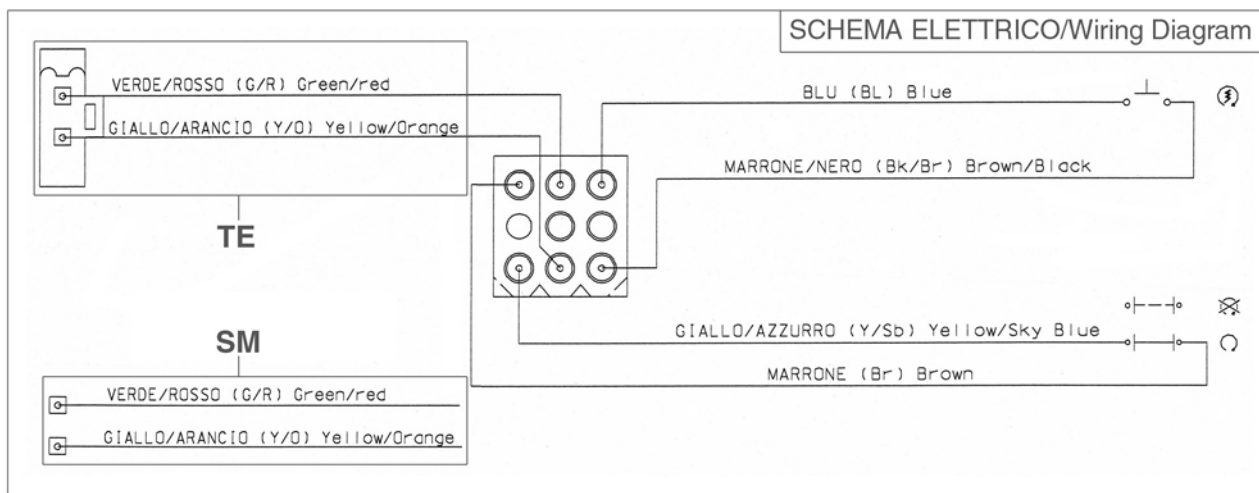 SCHEMA ELETTRICO/Wiring Diagram
VERDE/ROSSO (G/R) Green/red
GIALLO/ARANCIO (Y/O) Yellow/Orange
TE
BLU (BL) Blue
MARRONE/NERO (Bk/Br) Brown/Black
GIALLO/AZZURRO (Y/Sb) Yellow/Sky Blue
MARRONE (Br) Brown
SM
VERDE/ROSSO (G/R) Green/red
GIALLO/ARANCIO (Y/O) Yellow/Orange